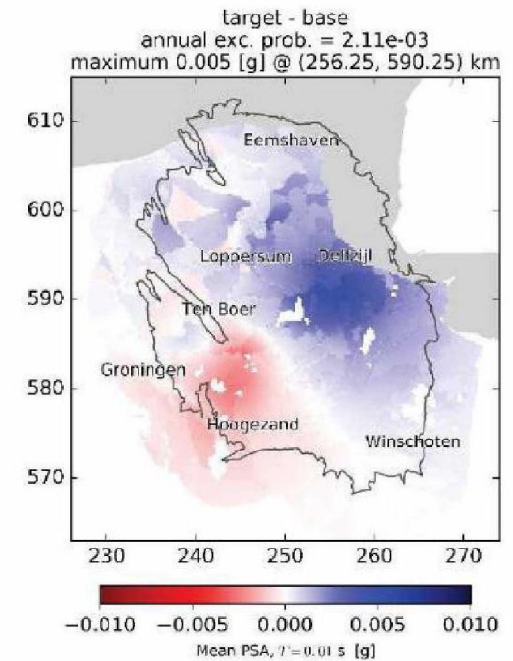 target - base
annual exc. prob. = 2.11e-03
maximum 0.005 [g] @ (256.25, 590.25) km
610
Eemshaven
600
Loppersum Delfzijl
590
Ten Boer
Groningen
580
Hoogezand
Winschoten
570
230 240 250 260 270
−0.010 −0.005 0.000 0.005 0.010
Mean PSA, T = 0.01 s [g]